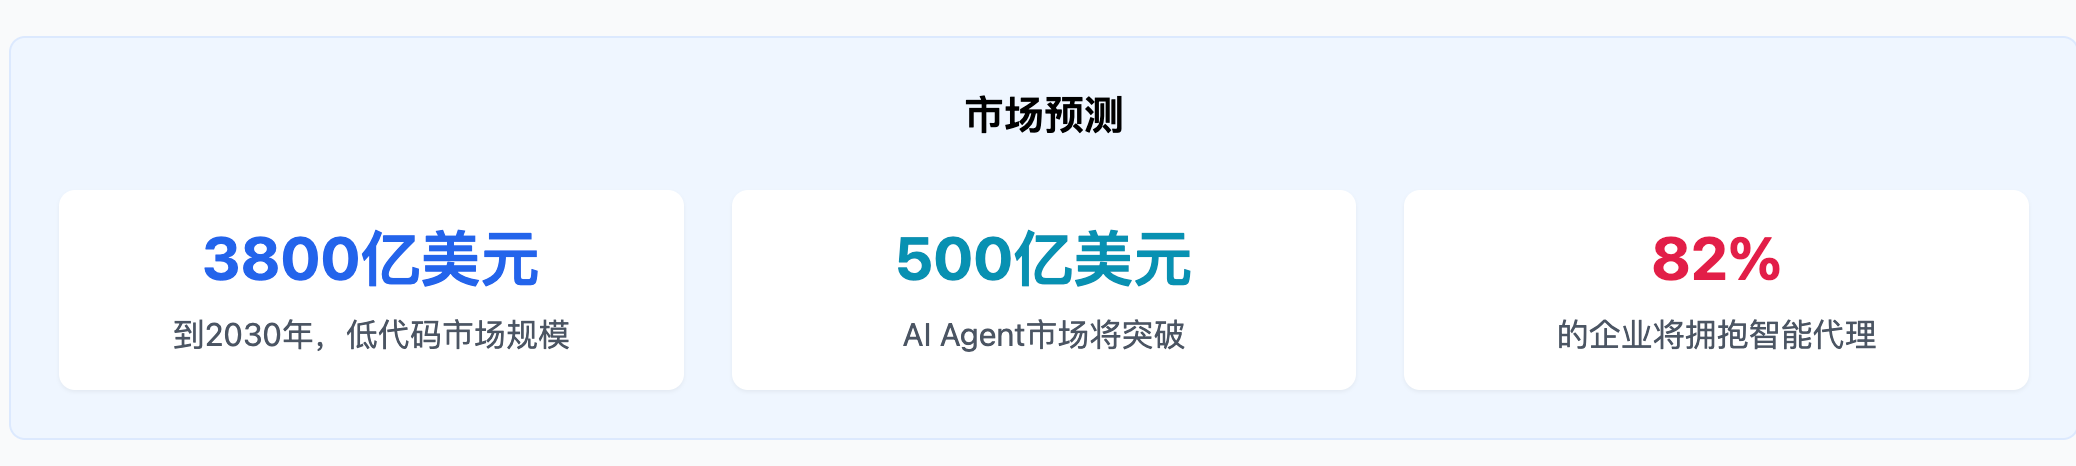 市场预测
3800亿美元
到2030年，低代码市场规模
500亿美元
AI Agent市场将突破
82%
的企业将拥抱智能代理